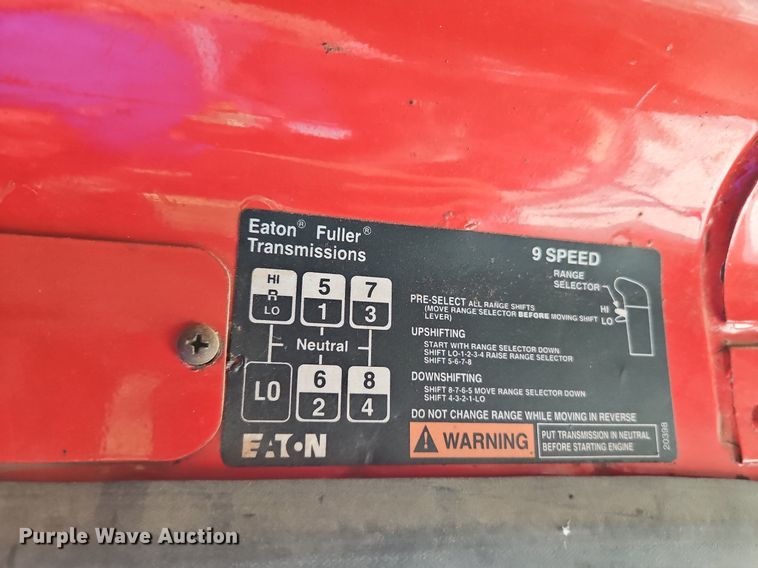 Eaton® Fuller®
Transmissions
9 SPEED
RANGE
SELECTOR
HI
LO
HI
R
LO
5
1
7
3
Neutral
LO
6
2
8
4
PRE-SELECT ALL RANGE SHIFTS
(MOVE RANGE SELECTOR BEFORE MOVING SHIFT
LEVER)
UPSHIFTING
START WITH RANGE SELECTOR DOWN
SHIFT LO-1-2-3-4 RAISE RANGE SELECTOR
SHIFT 5-6-7-8
DOWNSHIFTING
SHIFT 8-7-6-5 MOVE RANGE SELECTOR DOWN
SHIFT 4-3-2-1-LO
DO NOT CHANGE RANGE WHILE MOVING IN REVERSE
EATON
WARNING
PUT TRANSMISSION IN NEUTRAL
BEFORE STARTING ENGINE
20398
Purple Wave Auction